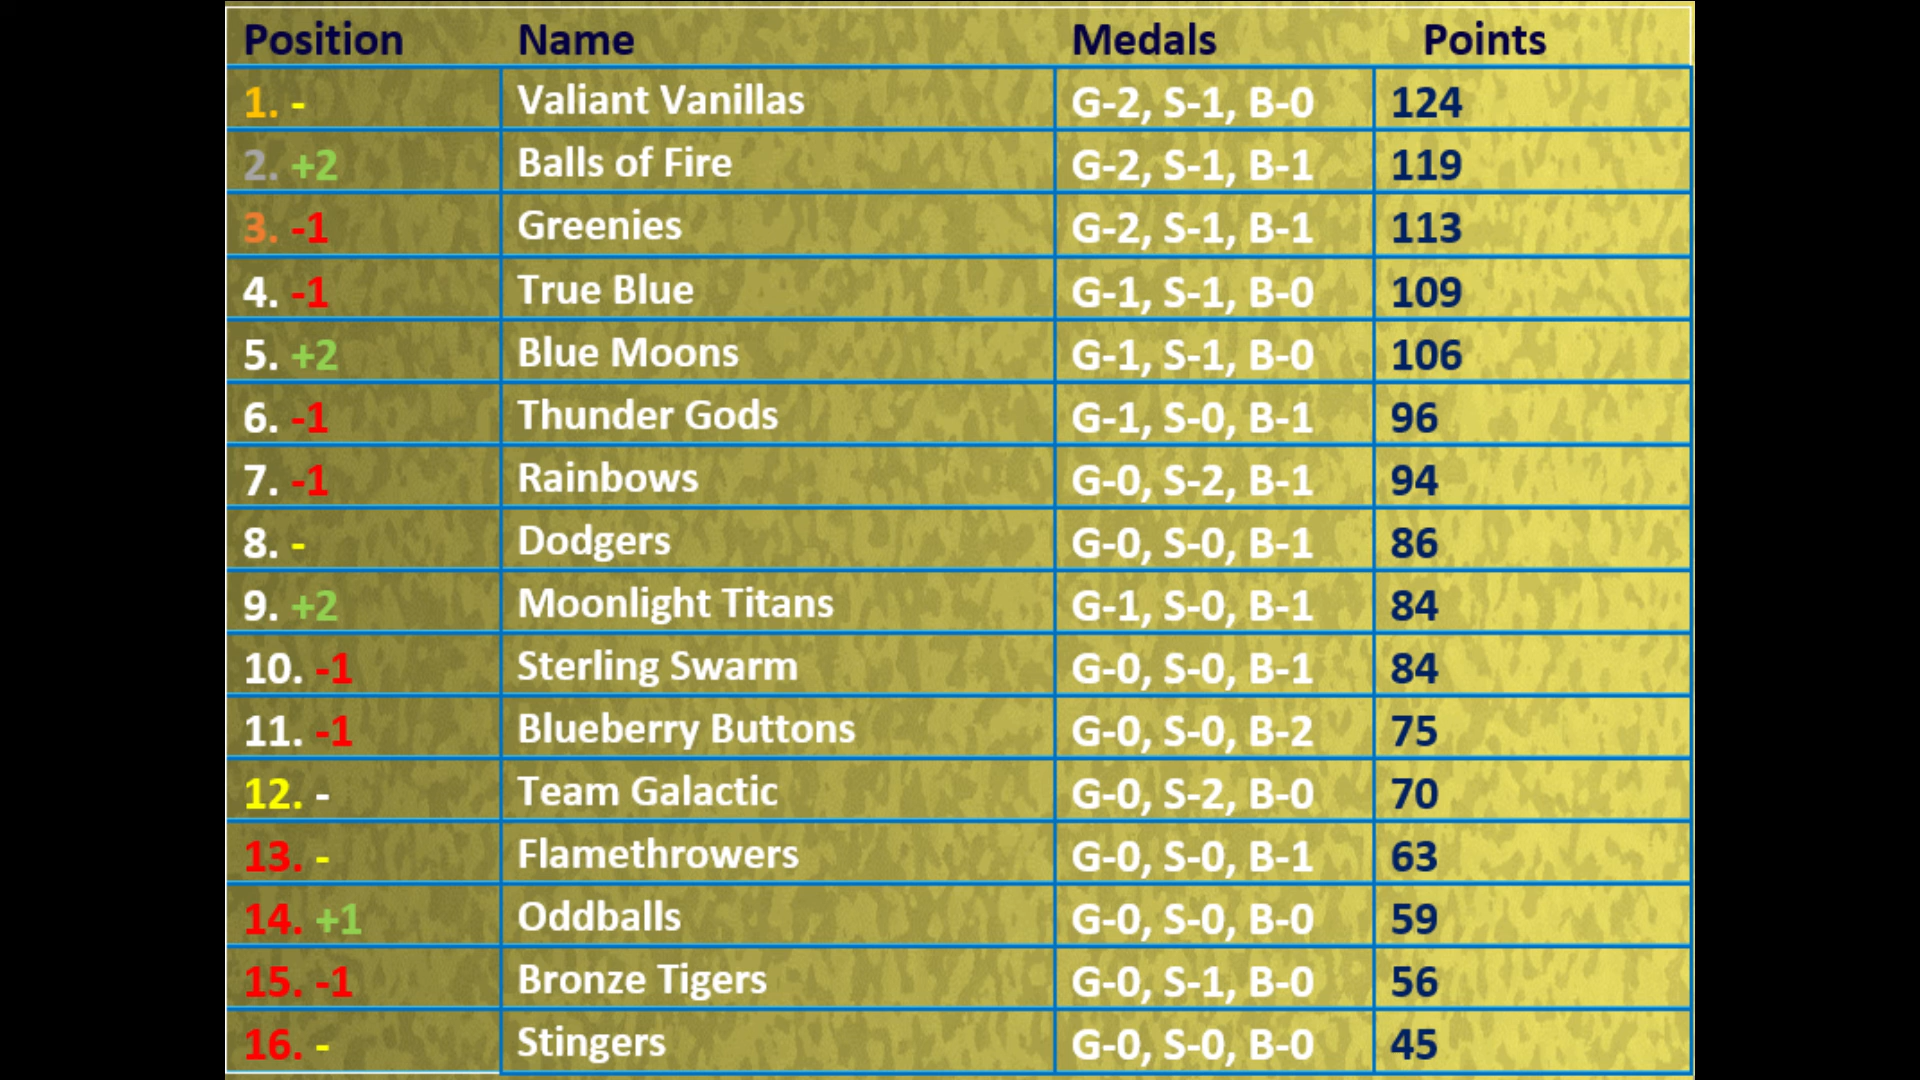 Position Name Medals Points
1. - Valiant Vanillas G-2, S-1, B-0 124
2. +2 Balls of Fire G-2, S-1, B-1 119
3. -1 Greenies G-2, S-1, B-1 113
4. -1 True Blue G-1, S-1, B-0 109
5. +2 Blue Moons G-1, S-1, B-0 106
6. -1 Thunder Gods G-1, S-0, B-1 96
7. -1 Rainbows G-0, S-2, B-1 94
8. - Dodgers G-0, S-0, B-1 86
9. +2 Moonlight Titans G-1, S-0, B-1 84
10. -1 Sterling Swarm G-0, S-0, B-1 84
11. -1 Blueberry Buttons G-0, S-0, B-2 75
12. - Team Galactic G-0, S-2, B-0 70
13. - Flamethrowers G-0, S-0, B-1 63
14. +1 Oddballs G-0, S-0, B-0 59
15. -1 Bronze Tigers G-0, S-1, B-0 56
16. - Stingers G-0, S-0, B-0 45